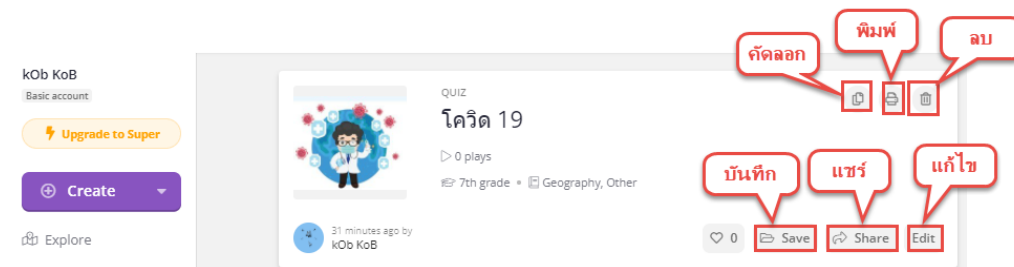 คัดลอก
พิมพ์
ลบ
kOb KoB
Basic account
Upgrade to Super
Create
Explore
QUIZ
โควิด 19
0 plays
7th grade • Geography, Other
บันทึก
แชร์
แก้ไข
31 minutes ago by
kOb KoB
0
Save
Share
Edit